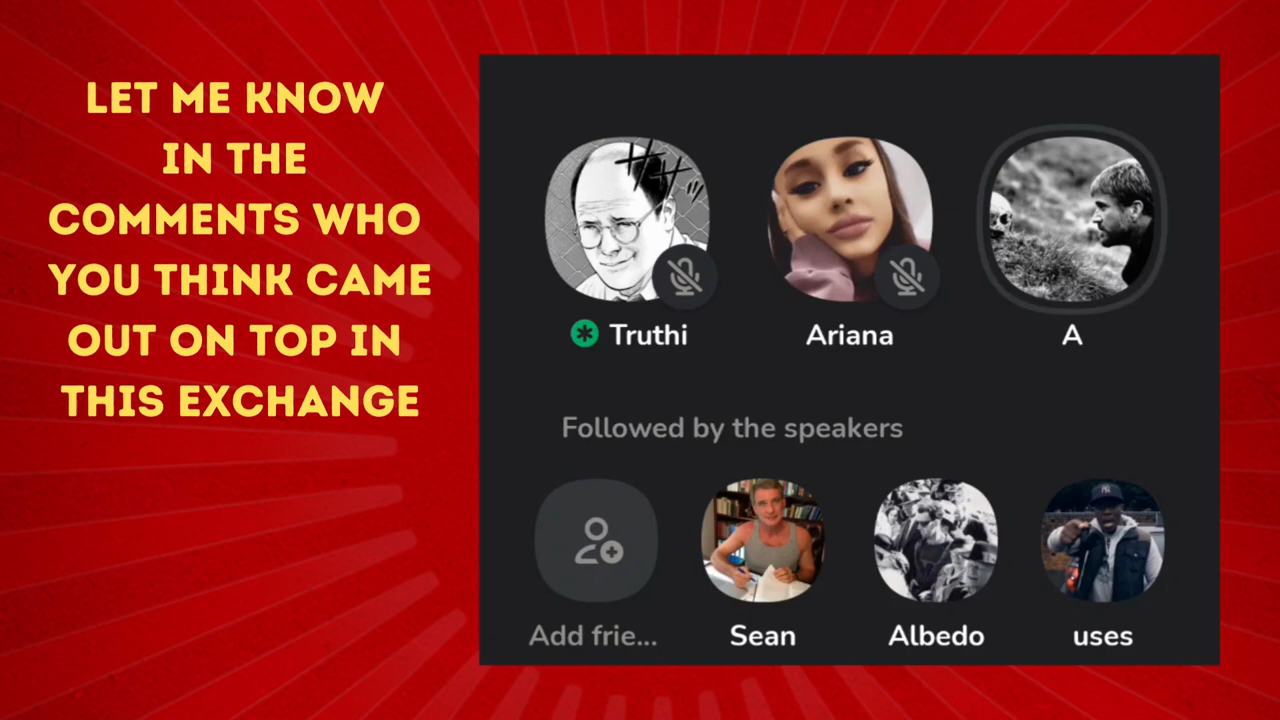 LET ME KNOW
IN THE
COMMENTS WHO
YOU THINK CAME
OUT ON TOP IN
THIS EXCHANGE
Truthi
Ariana
A
Followed by the speakers
Add frie...
Sean
Albedo
uses